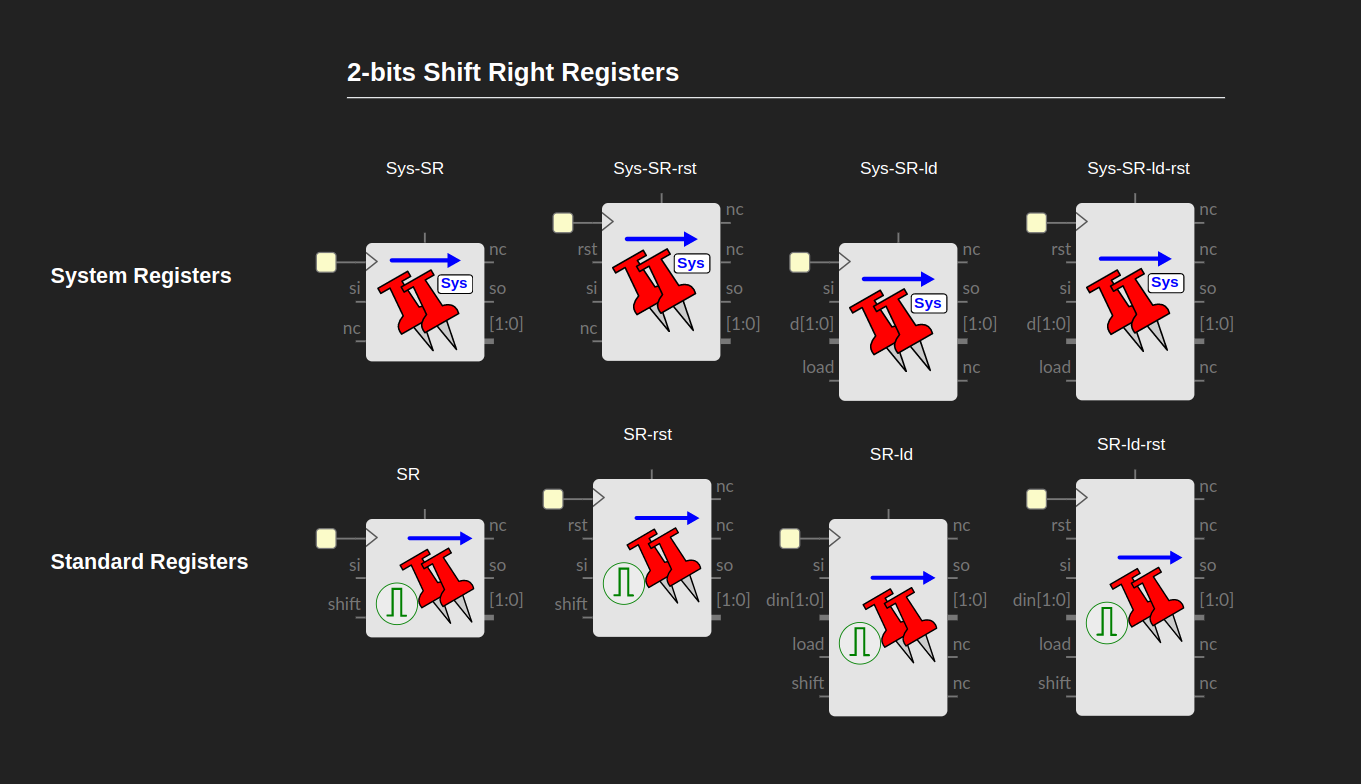 2-bits Shift Right Registers
System Registers
Sys-SR
nc
si
so
nc
[1:0]
Sys
Sys-SR-rst
nc
rst
nc
si
so
nc
[1:0]
Sys
Sys-SR-ld
nc
si
so
d[1:0]
[1:0]
load
nc
Sys
Sys-SR-ld-rst
nc
rst
nc
si
so
d[1:0]
[1:0]
load
nc
Sys
Standard Registers
SR
nc
si
so
shift
[1:0]
SR-rst
nc
rst
nc
si
so
shift
[1:0]
SR-ld
nc
si
so
din[1:0]
[1:0]
load
nc
shift
nc
SR-ld-rst
nc
rst
nc
si
so
din[1:0]
[1:0]
load
nc
shift
nc